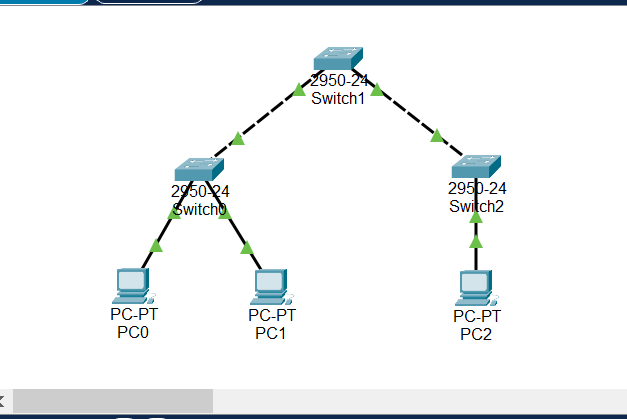 2950-24
Switch1
2950-24
Switch0
2950-24
Switch2
PC-PT
PC0
PC-PT
PC1
PC-PT
PC2